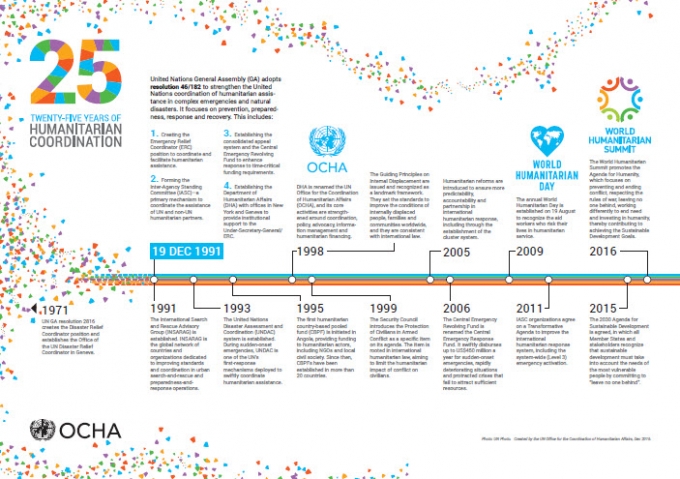 25
TWENTY-FIVE YEARS OF
HUMANITARIAN
COORDINATION
United Nations General Assembly (GA) adopts
resolution 46/182 to strengthen the United
Nations coordination of humanitarian assis-
tance in complex emergencies and natural
disasters. It focuses on prevention, prepared-
ness, response and recovery. This includes:
1. Creating the
Emergency Relief
Coordinator (ERC)
position to coordinate and
facilitate humanitarian
assistance.
2. Forming the
Inter-Agency Standing
Committee (IASC)- a
primary mechanism to
coordinate the assistance
of UN and non-UN
humanitarian partners.
3. Establishing the
consolidated appeal
system and the Central
Emergency Revolving
Fund to enhance
response to time-critical
funding requirements.
4. Establishing the
Department of
Humanitarian Affairs
(DHA) with offices in New
York and Geneva to
provide institutional
support to the
Under-Secretary-General/
ERC.
19 DEC 1991
OCHA
DHA is renamed the UN
Office for the Coordination
of Humanitarian Affairs
(OCHA), and its core
activities are strength-
ened around coordination,
policy advocacy informa-
tion management and
humanitarian financing.
1998
The Guiding Principles on
Internal Displacement are
issued and recognized as
a landmark framework.
They set the standards to
improve the conditions of
internally displaced
people, families and
communities worldwide,
and they are consistent
with international law.
Humanitarian reforms are
introduced to ensure more
predictability,
accountability and
partnership in
international humanitarian
response, including
through the
establishment of the
cluster system.
2005
WORLD
HUMANITARIAN
DAY
The annual World
Humanitarian Day is
established on 19 August
to recognize the aid
workers who risk their
lives in humanitarian
service.
2009
WORLD
HUMANITARIAN
SUMMIT
The World Humanitarian
Summit promotes the
Agenda for Humanity,
which focuses on
preventing and ending
conflict, respecting the
rules of war, leaving no
one behind, working
differently to end need
and investing in humanity,
thereby contributing to
achieving the Sustainable
Development Goals.
2016
1971
UN GA resolution 2816
creates the Disaster Relief
Coordinator position and
establishes the Office of
the UN Disaster Relief
Coordinator in Geneva.
1991
The International Search
and Rescue Advisory
Group (INSARAG) is
established. INSARAG is
the global network of
countries and
organizations dedicated
to improving standards
and coordination in urban
search-and-rescue and
preparedness-and-
response operations.
1993
The United Nations
Disaster Assessment and
Coordination (UNDAC)
system is established.
During sudden-onset
emergencies, UNDAC is
one of the UN's
first-response
mechanisms deployed to
swiftly coordinate
humanitarian assistance.
1995
The first humanitarian
country-based pooled
fund (CBPF) is initiated in
Angola, providing funding
to humanitarian actors,
including NGOs and local
civil society. Since then,
CBPFs have been
established in more than
20 countries.
1999
The Security Council
introduces the Protection
of Civilians in Armed
Conflict as a specific item
on its agenda. The item is
rooted in international
humanitarian law, aiming
to limit the humanitarian
impact of conflict on
civilians.
2006
The Central Emergency
Revolving Fund is
renamed the Central
Emergency Response
Fund. It swiftly disburses
up to US$450 million a
year for sudden-onset
emergencies, rapidly
deteriorating situations
and protracted crises that
fail to attract sufficient
resources.
2011
IASC organizations agree
on a Transformative
Agenda to improve the
international humanitarian
response system, including
the system-wide (Level 3)
emergency activation.
2015
The 2030 Agenda for
Sustainable Development
is agreed, in which all
Member States and
stakeholders recognize
that sustainable
development must take
into account the needs of
the most vulnerable
people by committing to
"leave no one behind".
OCHA
Photo: UN Photo Created by the UN Office for the Coordination of Humanitarian Affairs, Dec 2016